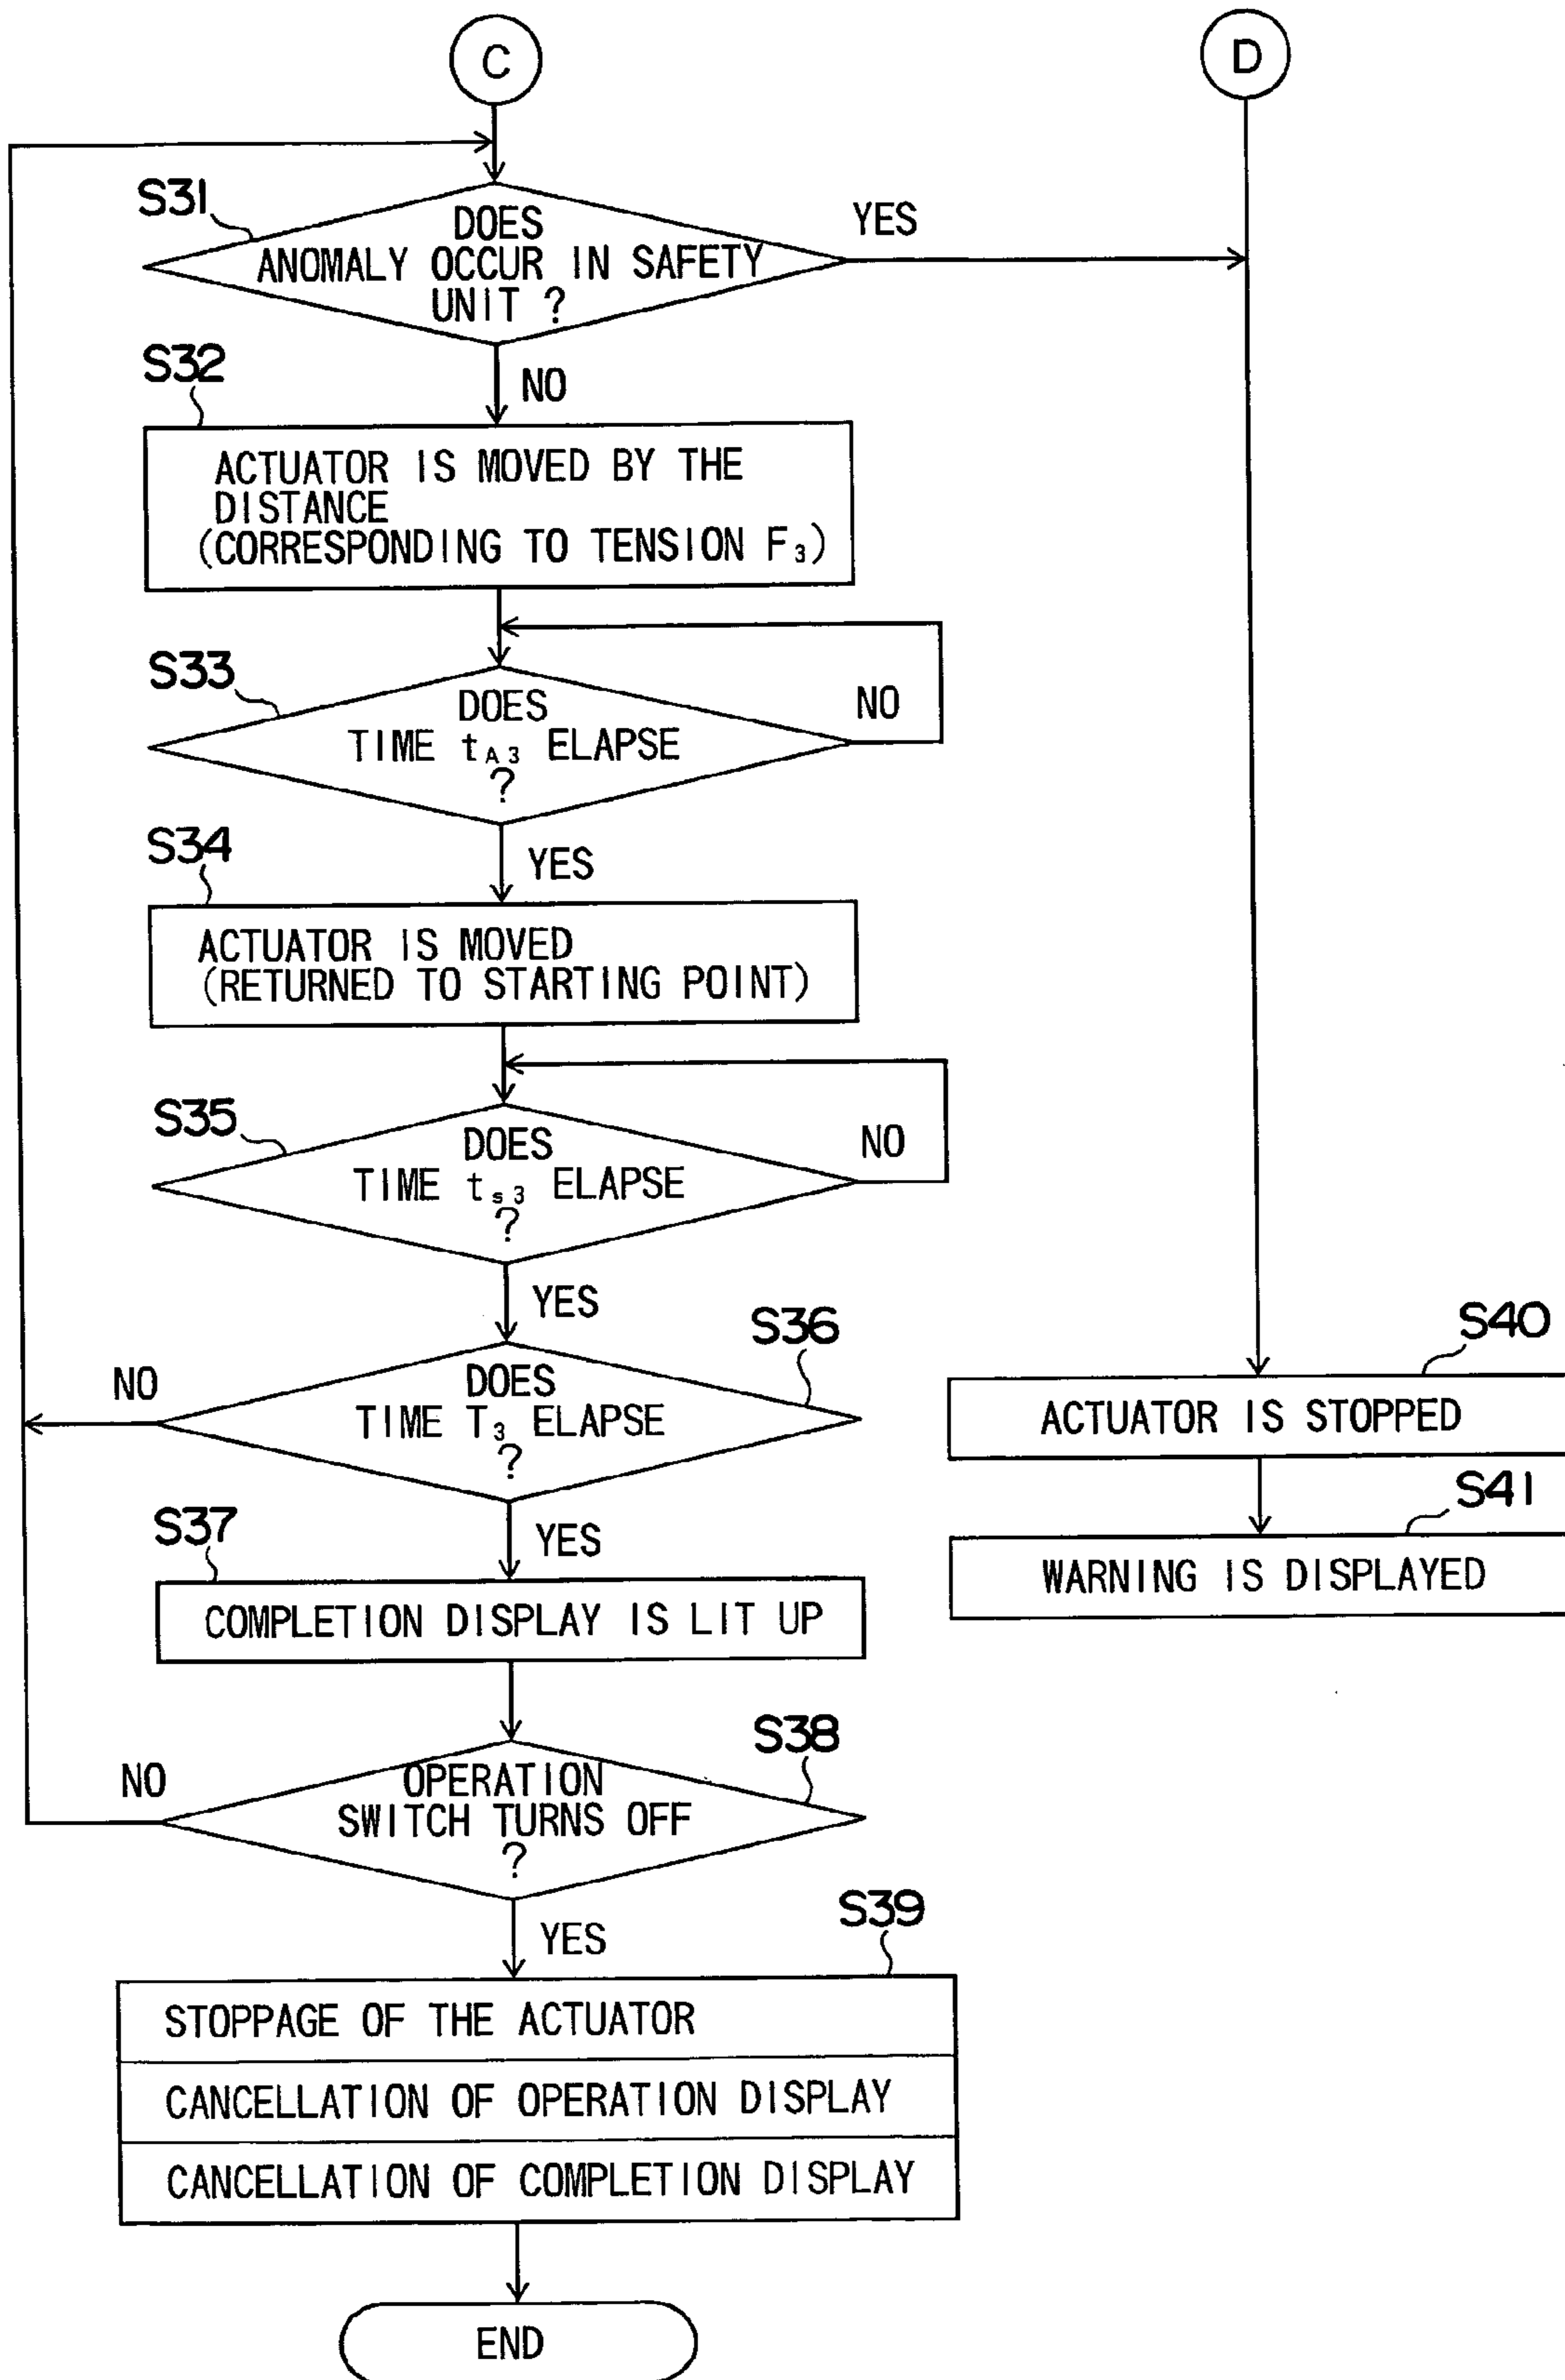 C
D
S31
DOES
ANOMALY OCCUR IN SAFETY
UNIT ?
YES
NO
S32
ACTUATOR IS MOVED BY THE
DISTANCE
(CORRESPONDING TO TENSION F₃)
S33
DOES
TIME t_A₃ ELAPSE
?
NO
YES
S34
ACTUATOR IS MOVED
(RETURNED TO STARTING POINT)
S35
DOES
TIME tₛ₃ ELAPSE
?
NO
YES
S36
DOES
TIME T₃ ELAPSE
?
NO
YES
S37
COMPLETION DISPLAY IS LIT UP
S38
OPERATION
SWITCH TURNS OFF
?
NO
YES
S39
STOPPAGE OF THE ACTUATOR
CANCELLATION OF OPERATION DISPLAY
CANCELLATION OF COMPLETION DISPLAY
END
S40
ACTUATOR IS STOPPED
S41
WARNING IS DISPLAYED